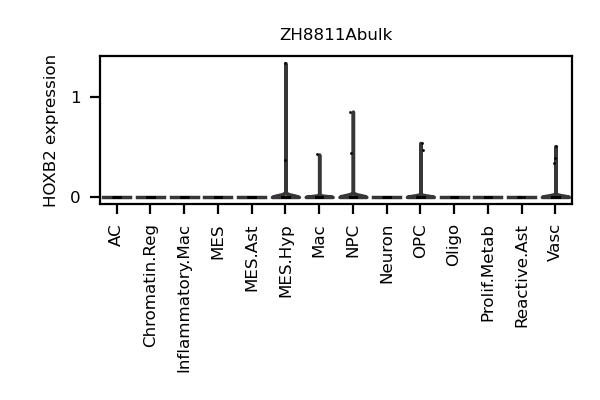 ZH8811Abulk
HOXB2 expression
1
0
AC
Chromatin.Reg
Inflammatory.Mac
MES
MES.Ast
MES.Hyp
Mac
NPC
Neuron
OPC
Oligo
Prolif.Metab
Reactive.Ast
Vasc